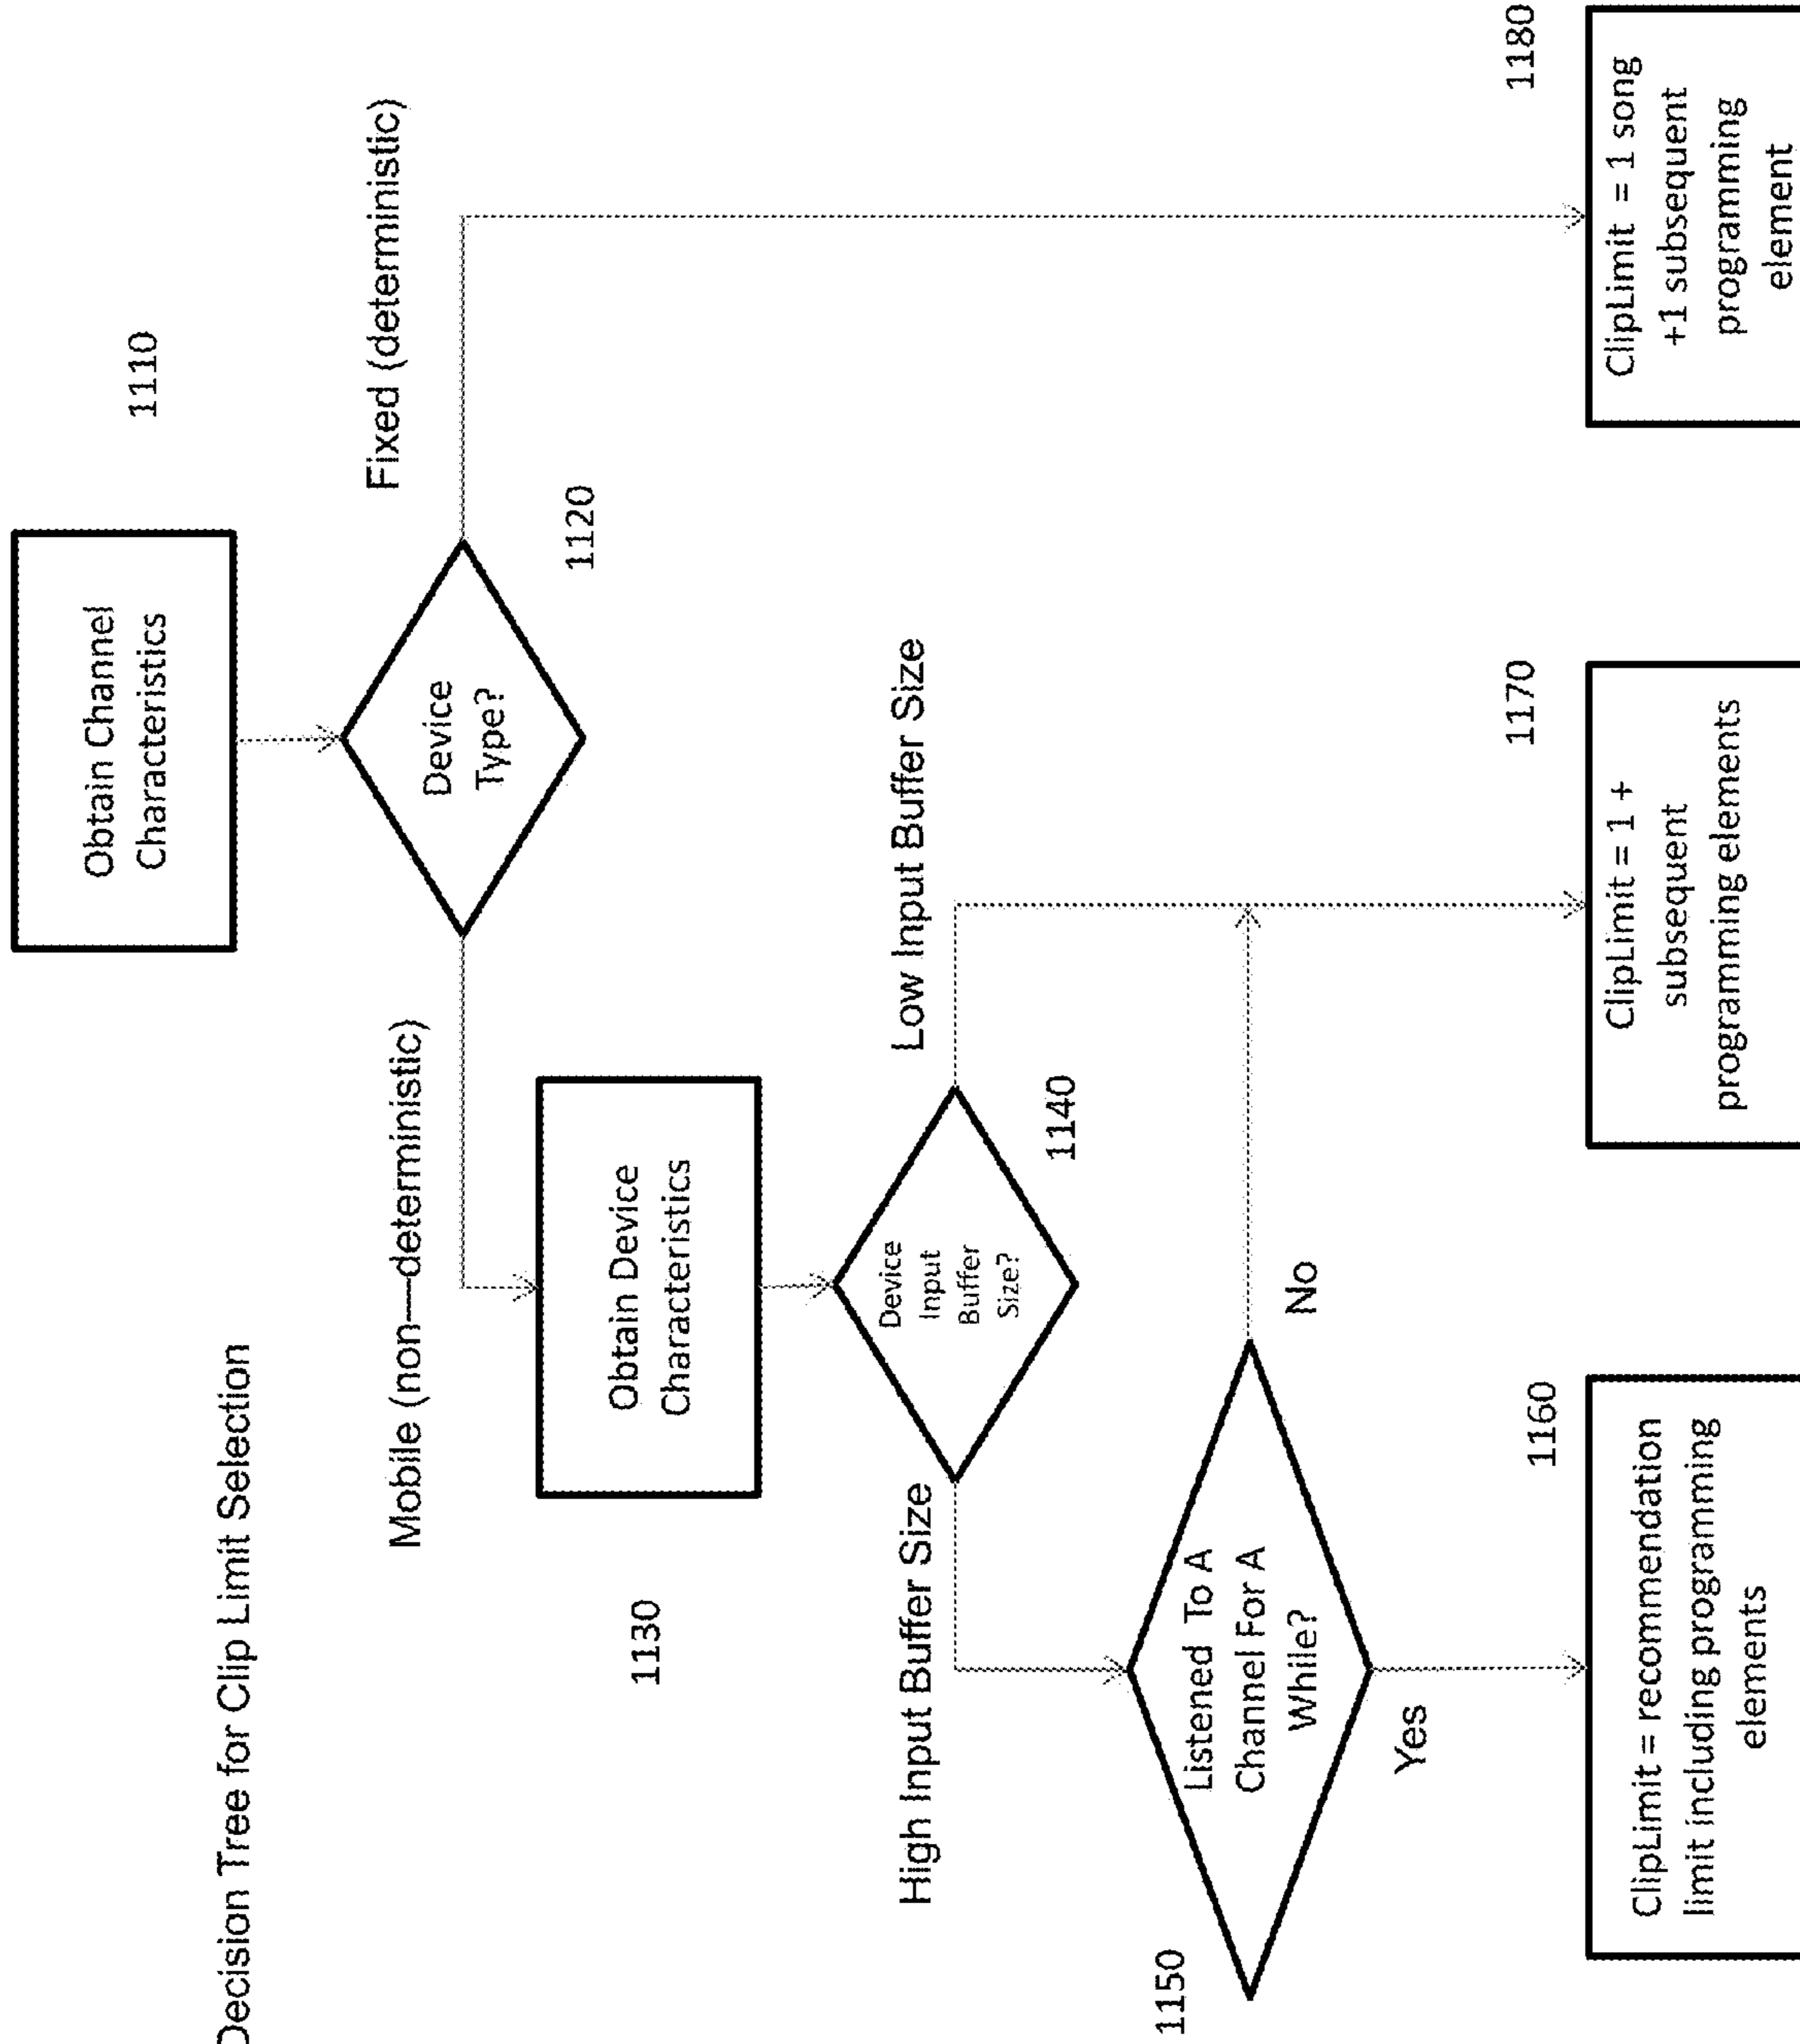 Decision Tree for Clip Limit Selection
Obtain Channel
Characteristics
1110
Mobile (non—deterministic)
Device
Type?
Fixed (deterministic)
1120
1130
Obtain Device
Characteristics
High Input Buffer Size
Device
Input
Buffer
Size?
Low Input Buffer Size
1140
1150
Listened To A
Channel For A
While?
No
Yes
1160
ClipLimit = recommendation
limit including programming
elements
1170
ClipLimit = 1 +
subsequent
programming elements
1180
ClipLimit = 1 song
+1 subsequent
programming
element